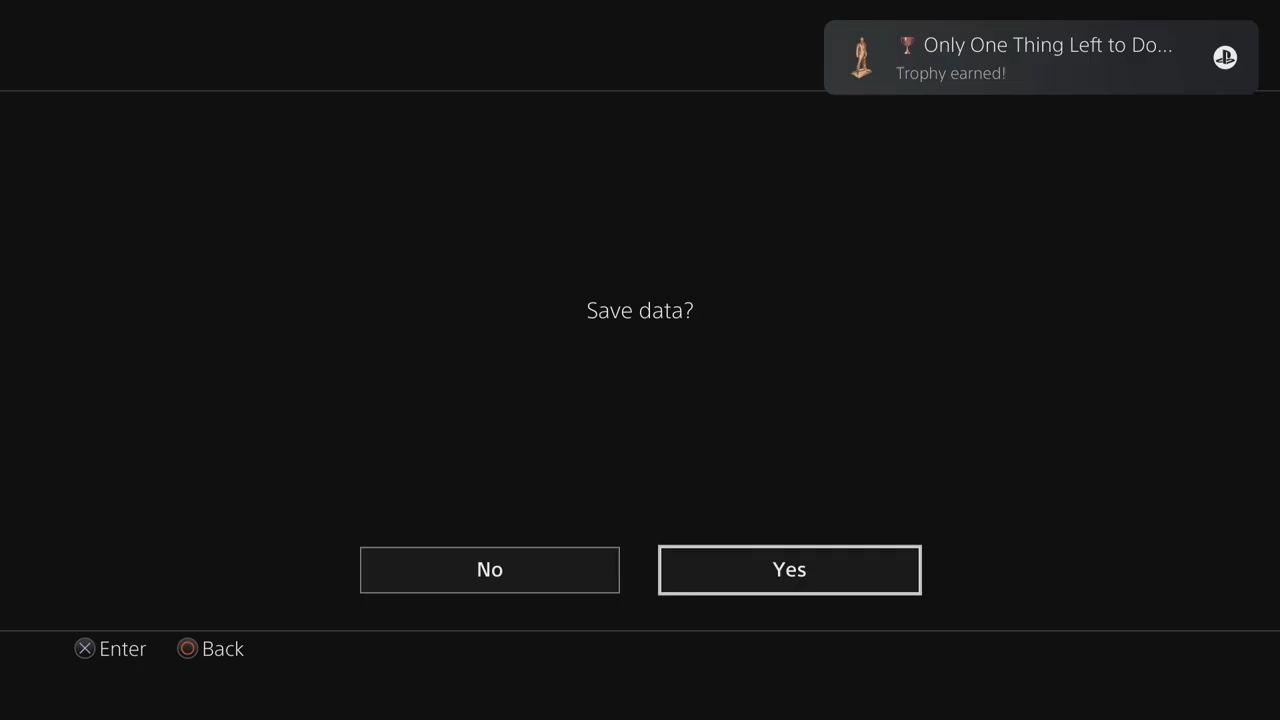 Only One Thing Left to Do...
Trophy earned!
Save data?
No
Yes
Enter
Back